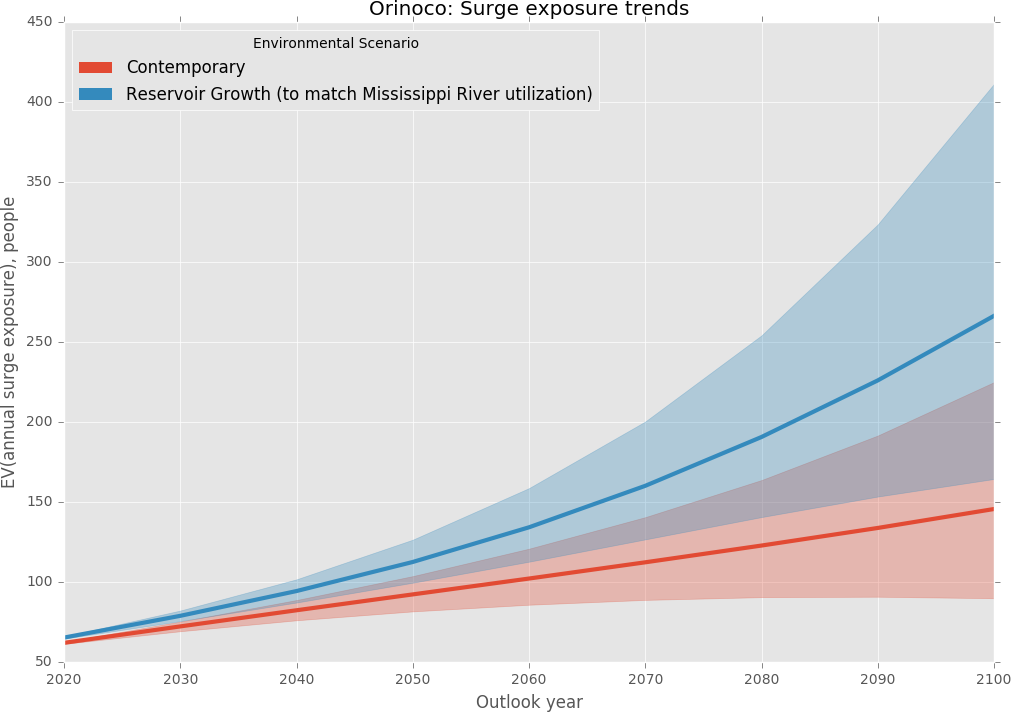 Orinoco: Surge exposure trends
Environmental Scenario
Contemporary
Reservoir Growth (to match Mississippi River utilization)
EV(annual surge exposure), people
450
400
350
300
250
200
150
100
50
2020 2030 2040 2050 2060 2070 2080 2090 2100
Outlook year